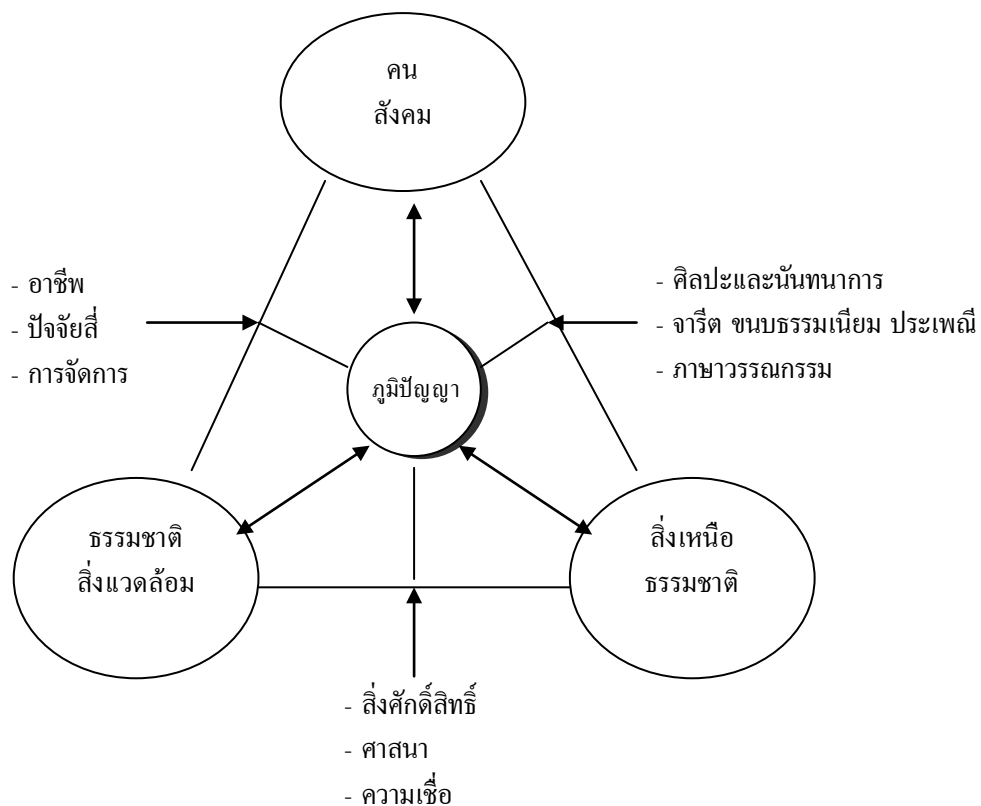 คน
สังคม
- อาชีพ
- ปัจจัยสี่
- การจัดการ
- ศิลปะและนันทนาการ
- จารีต ขนบธรรมเนียม ประเพณี
- ภาษาวรรณกรรม
ภูมิปัญญา
ธรรมชาติ
สิ่งแวดล้อม
สิ่งเหนือ
ธรรมชาติ
- สิ่งศักดิ์สิทธิ์
- ศาสนา
- ความเชื่อ